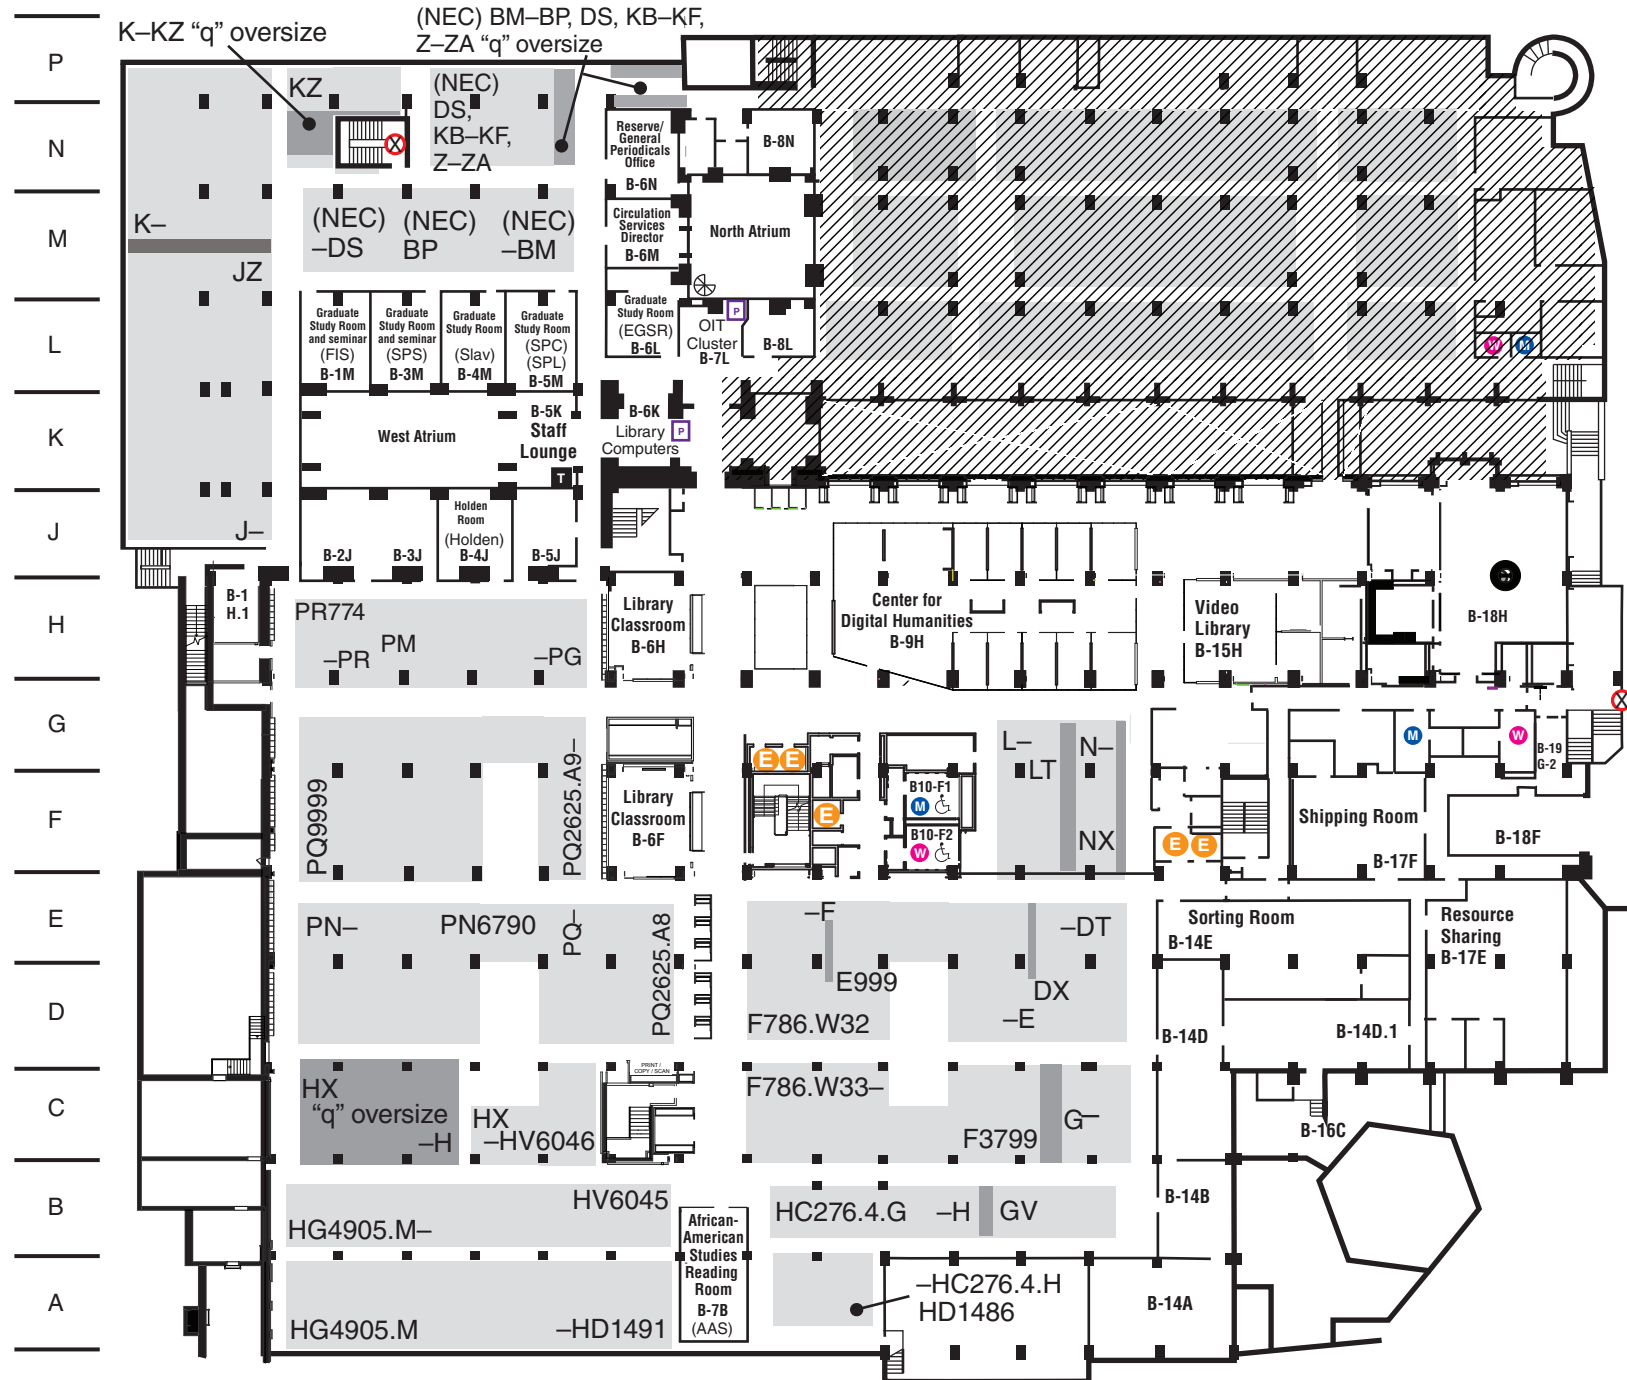 P
N
M
L
K
J
H
G
F
E
D
C
B
A
K–KZ “q” oversize
(NEC) BM–BP, DS, KB–KF,
Z–ZA “q” oversize
KZ
(NEC)
DS,
KB–KF,
Z–ZA
K–
JZ
J–
(NEC)
–DS
(NEC)
BP
(NEC)
–BM
Reserve/
General
Periodicals
Office
B-6N
B-8N
Circulation
Services
Director
B-6M
North Atrium
Graduate
Study Room
and seminar
(FIS)
B-1M
Graduate
Study Room
and seminar
(SPS)
B-3M
Graduate
Study Room
(Slav)
B-4M
Graduate
Study Room
(SPC)
(SPL)
B-5M
Graduate
Study Room
(EGSR)
B-6L
P
OIT
Cluster
B-7L
B-8L
W
M
West Atrium
B-5K
Staff
Lounge
T
B-6K
Library
Computers
P
B-2J
B-3J
Holden
Room
(Holden)
B-4J
B-5J
B-1
H.1
PR774
PM
–PR
–PG
Library
Classroom
B-6H
Center for
Digital Humanities
B-9H
Video
Library
B-15H
B-18H
PQ9999
PQ2625.A9–
Library
Classroom
B-6F
E
E
E
B10-F1
M
B10-F2
W
L–
LT
N–
NX
E
E
M
W
B-19
G-2
Shipping Room
B-17F
B-18F
PN–
PN6790
PQ–
PQ2625.A8
–F
E999
F786.W32
–DT
DX
–E
Sorting Room
B-14E
Resource
Sharing
B-17E
B-14D
B-14D.1
HX
“q” oversize
–H
HX
–HV6046
PRINT /
COPY / SCAN
F786.W33–
F3799
G–
B-16C
HV6045
HG4905.M–
HC276.4.G
–H
GV
B-14B
African-
American
Studies
Reading
Room
B-7B
(AAS)
HG4905.M
–HD1491
–HC276.4.H
HD1486
B-14A